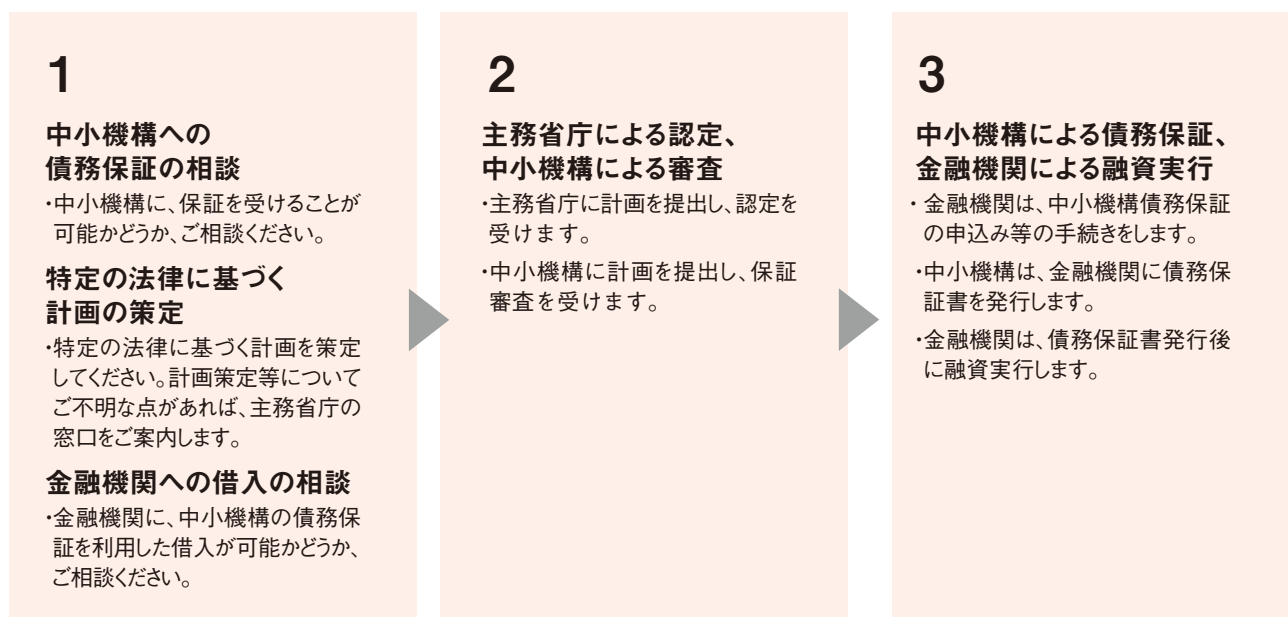 1
中小機構への
債務保証の相談
・中小機構に、保証を受けることが
可能かどうか、ご相談ください。
特定の法律に基づく
計画の策定
・特定の法律に基づく計画を策定
してください。計画策定等について
ご不明な点があれば、主務省庁の
窓口をご案内します。
金融機関への借入の相談
・金融機関に、中小機構の債務保
証を利用した借入が可能かどうか、
ご相談ください。
2
主務省庁による認定、
中小機構による審査
・主務省庁に計画を提出し、認定を
受けます。
・中小機構に計画を提出し、保証
審査を受けます。
3
中小機構による債務保証、
金融機関による融資実行
・金融機関は、中小機構債務保証
の申込み等の手続きをします。
・中小機構は、金融機関に債務保
証書を発行します。
・金融機関は、債務保証書発行後
に融資実行します。